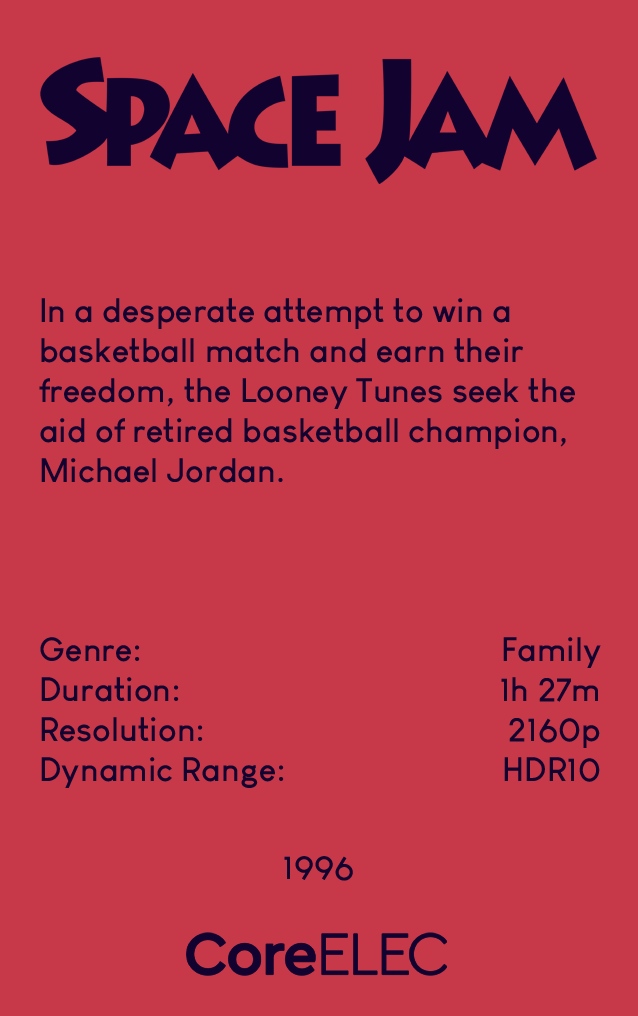 SPACE JAM
In a desperate attempt to win a
basketball match and earn their
freedom, the Looney Tunes seek the
aid of retired basketball champion,
Michael Jordan.
Genre: Family
Duration: 1h 27m
Resolution: 2160p
Dynamic Range: HDR10
1996
CoreELEC